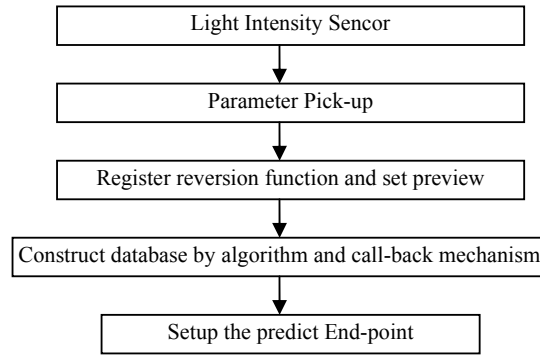 Light Intensity Sencor
Parameter Pick-up
Register reversion function and set preview
Construct database by algorithm and call-back mechanism
Setup the predict End-point